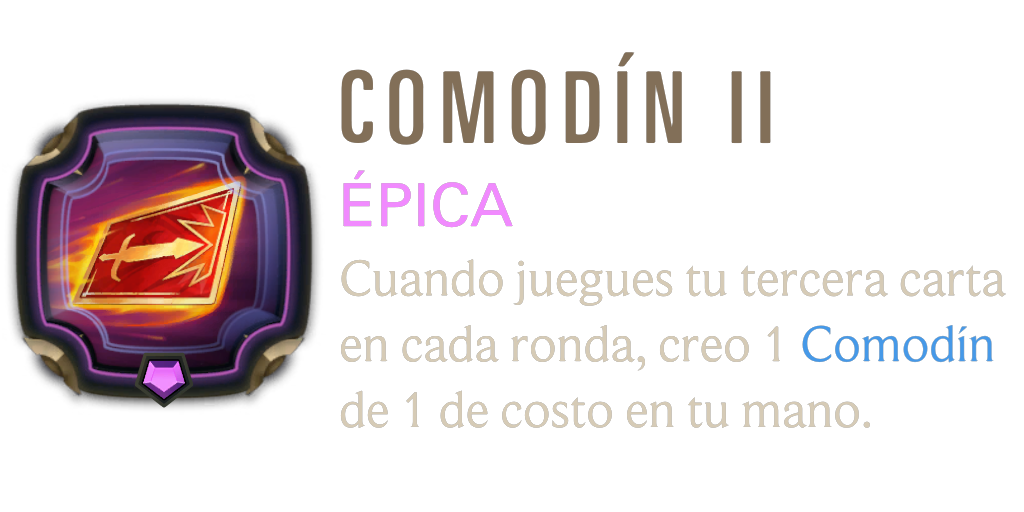 COMODÍN II
ÉPICA
Cuando juegues tu tercera carta
en cada ronda, creo 1 Comodín
de 1 de costo en tu mano.